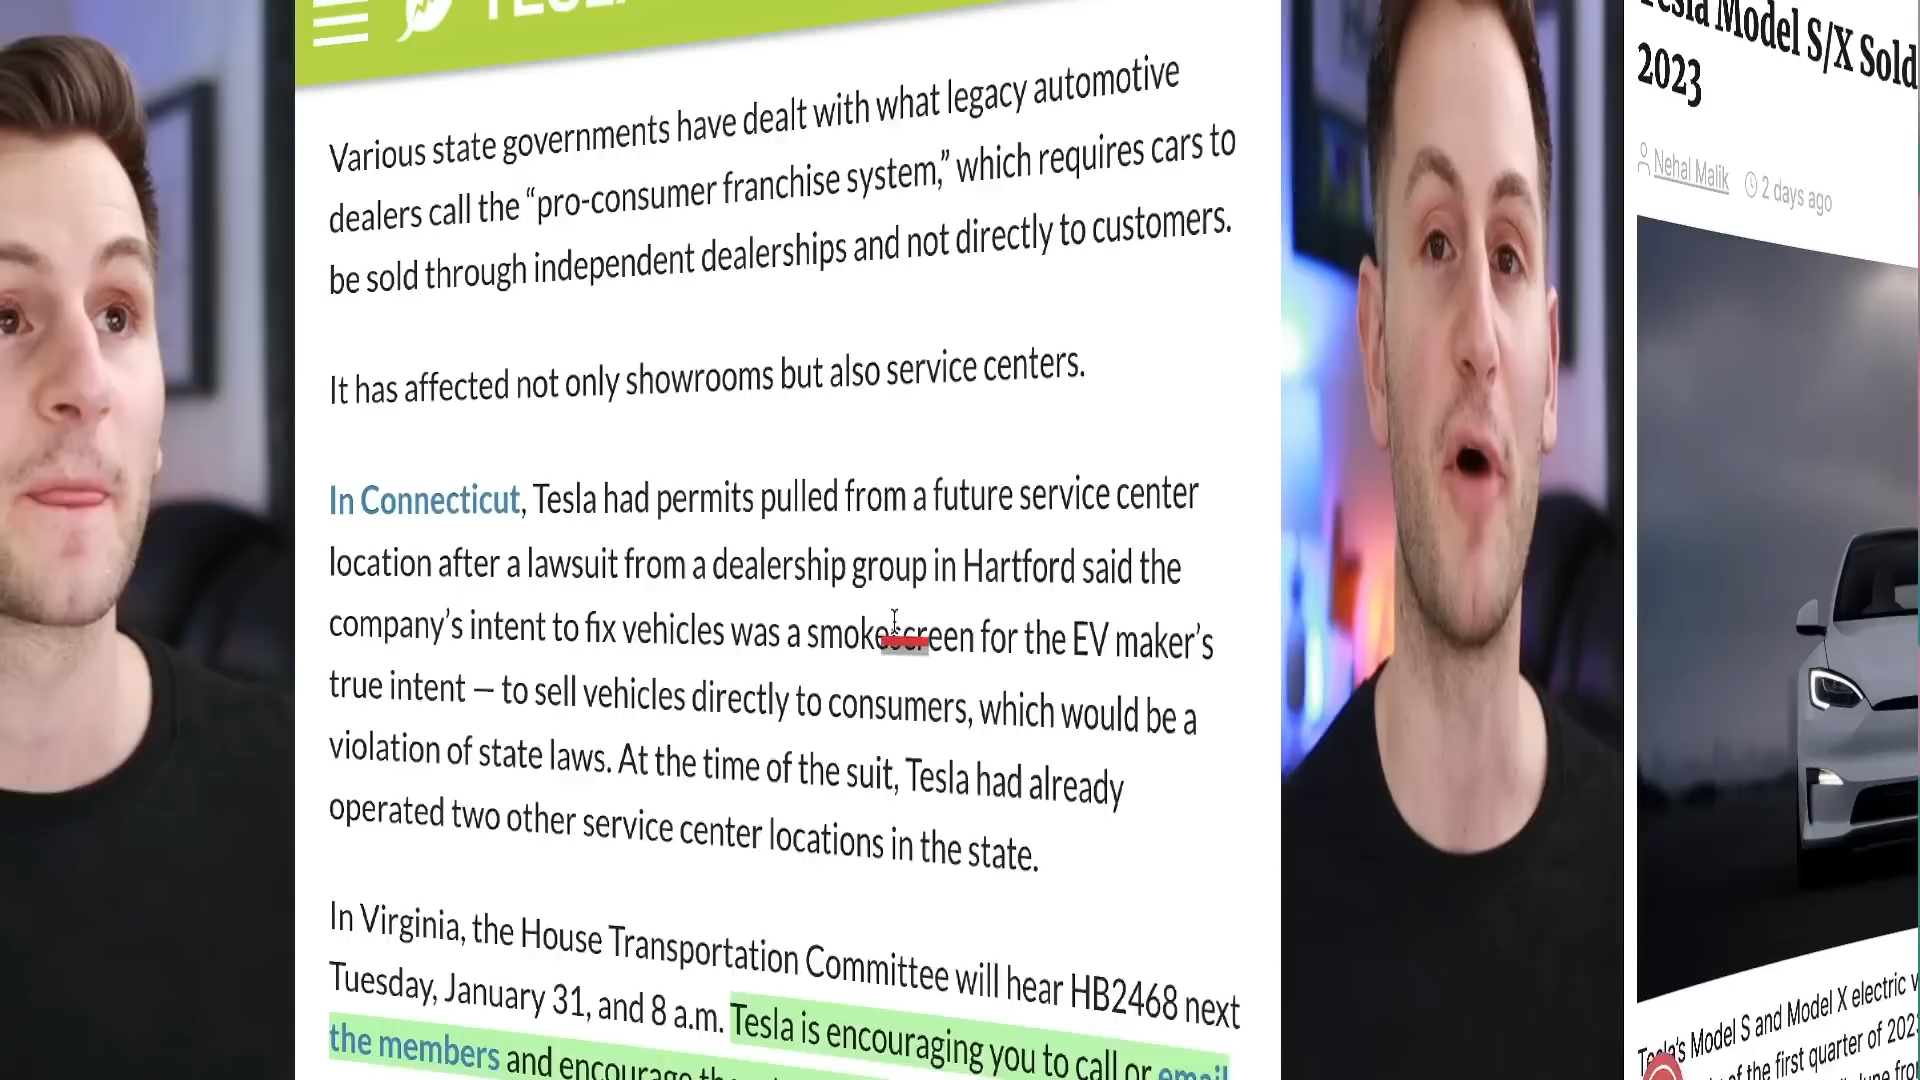 Various state governments have dealt with what legacy automotive
dealers call the “pro-consumer franchise system,” which requires cars to
be sold through independent dealerships and not directly to customers.
It has affected not only showrooms but also service centers.
In Connecticut, Tesla had permits pulled from a future service center
location after a lawsuit from a dealership group in Hartford said the
company’s intent to fix vehicles was a smokescreen for the EV maker’s
true intent – to sell vehicles directly to consumers, which would be a
violation of state laws. At the time of the suit, Tesla had already
operated two other service center locations in the state.
In Virginia, the House Transportation Committee will hear HB2468 next
Tuesday, January 31, and 8 a.m. Tesla is encouraging you to call or email
the members and encourage
Tesla Model S/X Sold
2023
Nehal Malik 2 days ago
Tesla’s Model S and Model X electric
of the first quarter of 202